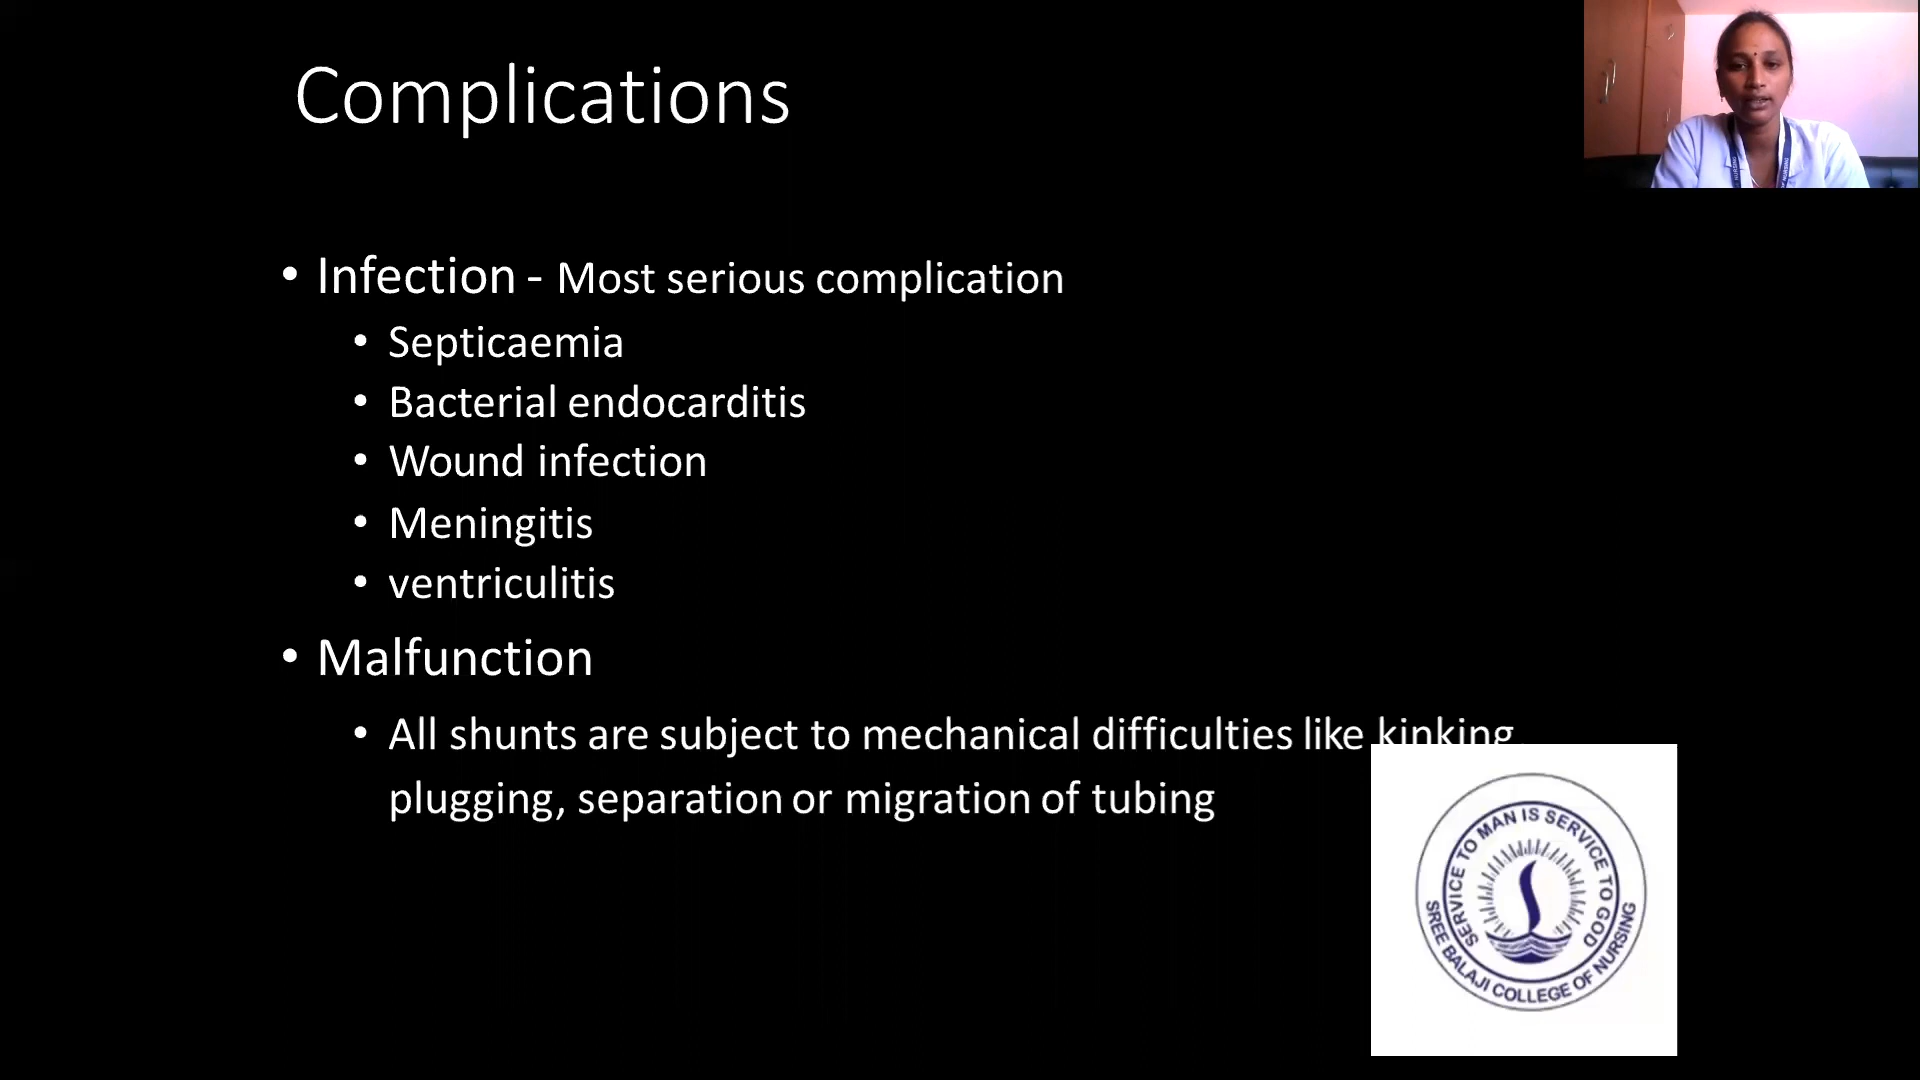 Complications
• Infection - Most serious complication
• Septicaemia
• Bacterial endocarditis
• Wound infection
• Meningitis
• ventriculitis
• Malfunction
• All shunts are subject to mechanical difficulties like kinking,
plugging, separation or migration of tubing
SERVICE TO MAN IS SERVICE TO GOD
SREE BALAJI COLLEGE OF NURSING